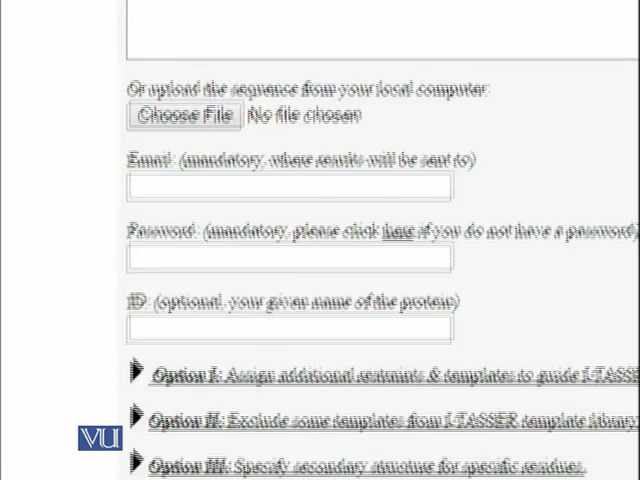 Or upload the sequence from your local computer:
Choose File No file chosen
Email: (mandatory, where results will be sent to)
Password: (mandatory, please click here if you do not have a password)
ID: (optional, your given name of the protein)
Option I: Assign additional restraints & templates to guide I-TASSE
Option II: Exclude some templates from I-TASSER template library.
VU
Option III: Specify secondary structure for specific residues.